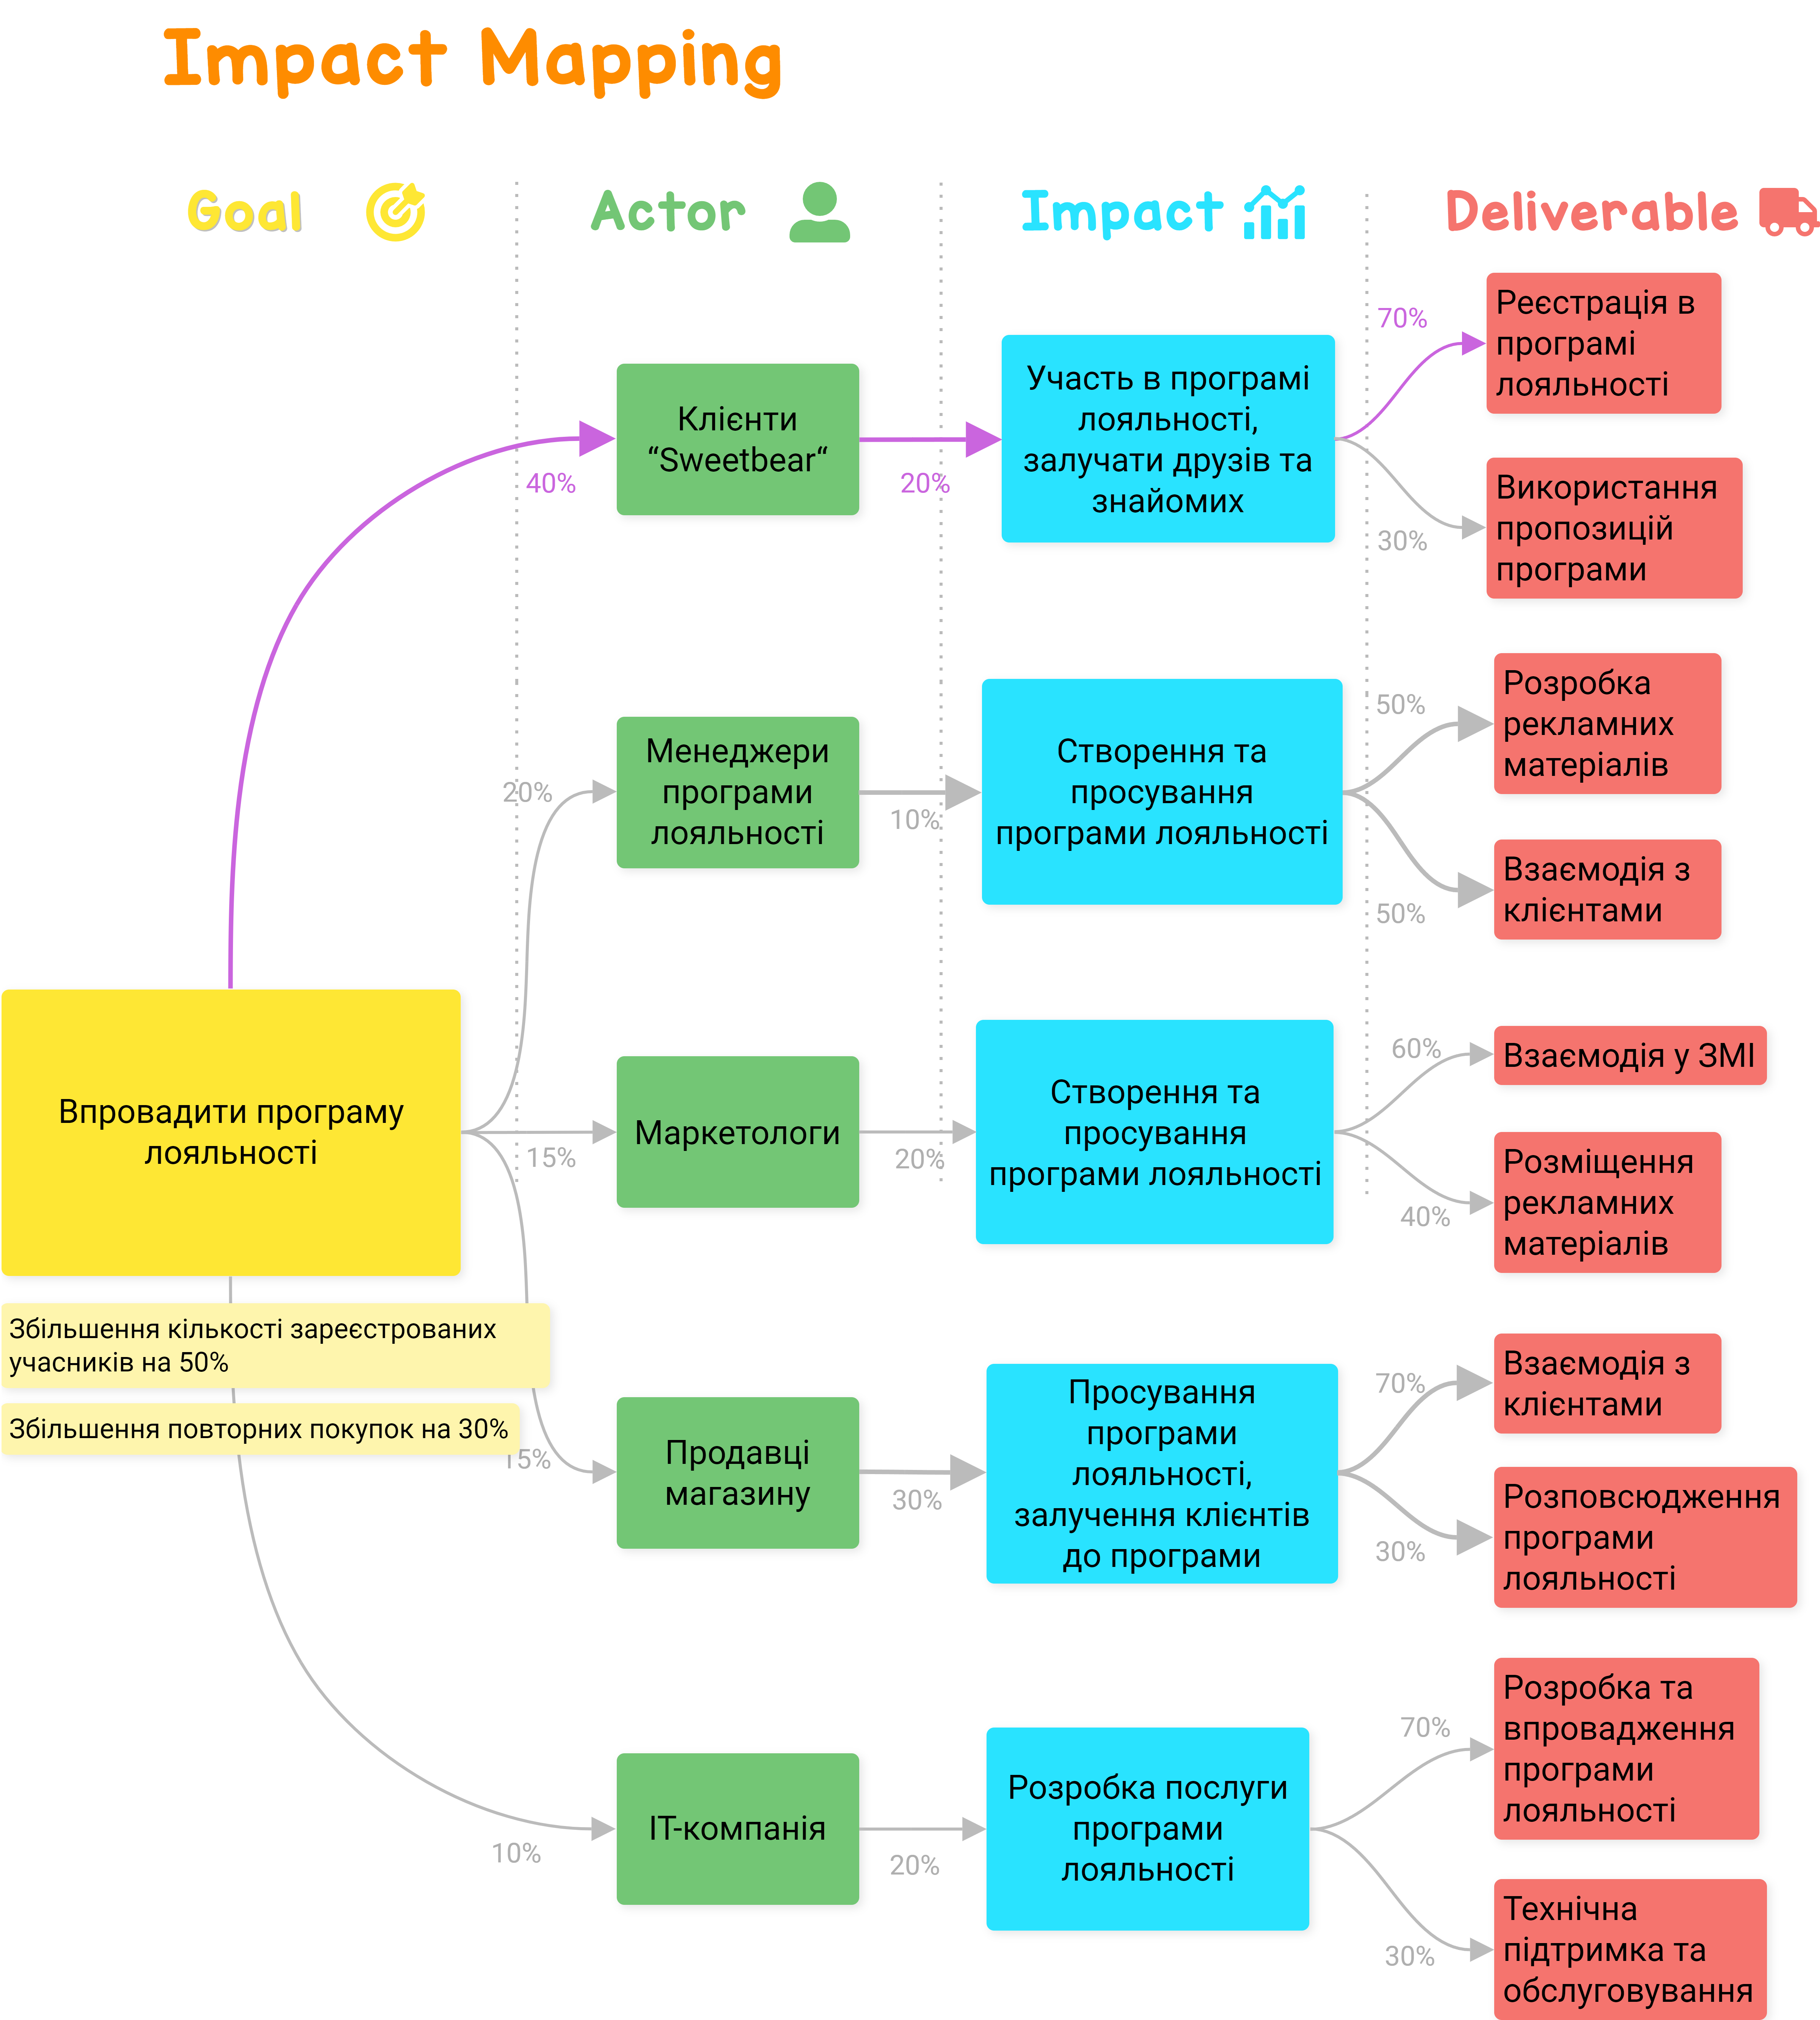 Impact Mapping
Goal
Actor
Impact
Deliverable
Впровадити програму
лояльності
Збільшення кількості зареєстрованих
учасників на 50%
Збільшення повторних покупок на 30%
40%
Клієнти
“Sweetbear“
20%
Участь в програмі
лояльності,
залучати друзів та
знайомих
70%
Реєстрація в
програмі
лояльності
30%
Використання
пропозицій
програми
20%
Менеджери
програми
лояльності
10%
Створення та
просування
програми лояльності
50%
Розробка
рекламних
матеріалів
50%
Взаємодія з
клієнтами
15%
Маркетологи
20%
Створення та
просування
програми лояльності
60%
Взаємодія у ЗМІ
40%
Розміщення
рекламних
матеріалів
15%
Продавці
магазину
30%
Просування
програми
лояльності,
залучення клієнтів
до програми
70%
Взаємодія з
клієнтами
30%
Розповсюдження
програми
лояльності
10%
ІТ-компанія
20%
Розробка послуги
програми
лояльності
70%
Розробка та
впровадження
програми
лояльності
30%
Технічна
підтримка та
обслуговування